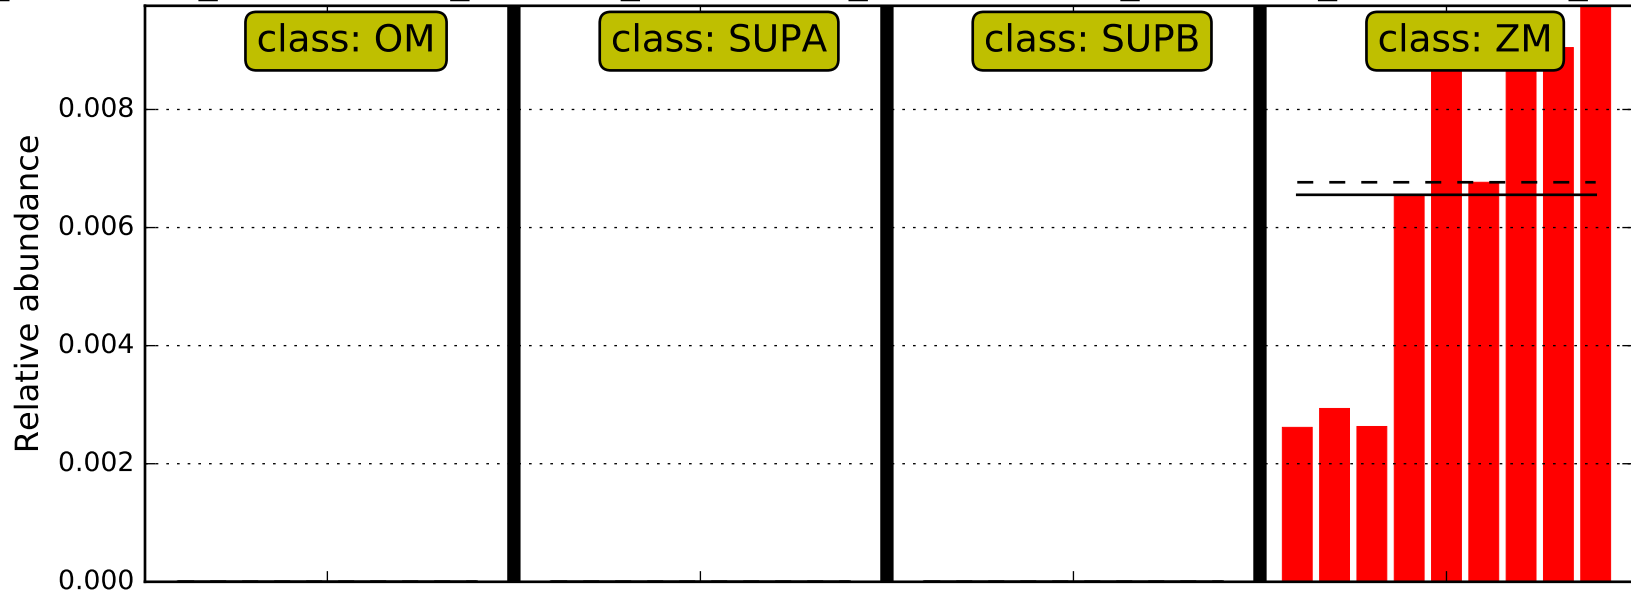 class: OM
class: SUPA
class: SUPB
class: ZM
Relative abundance
0.008
0.006
0.004
0.002
0.000